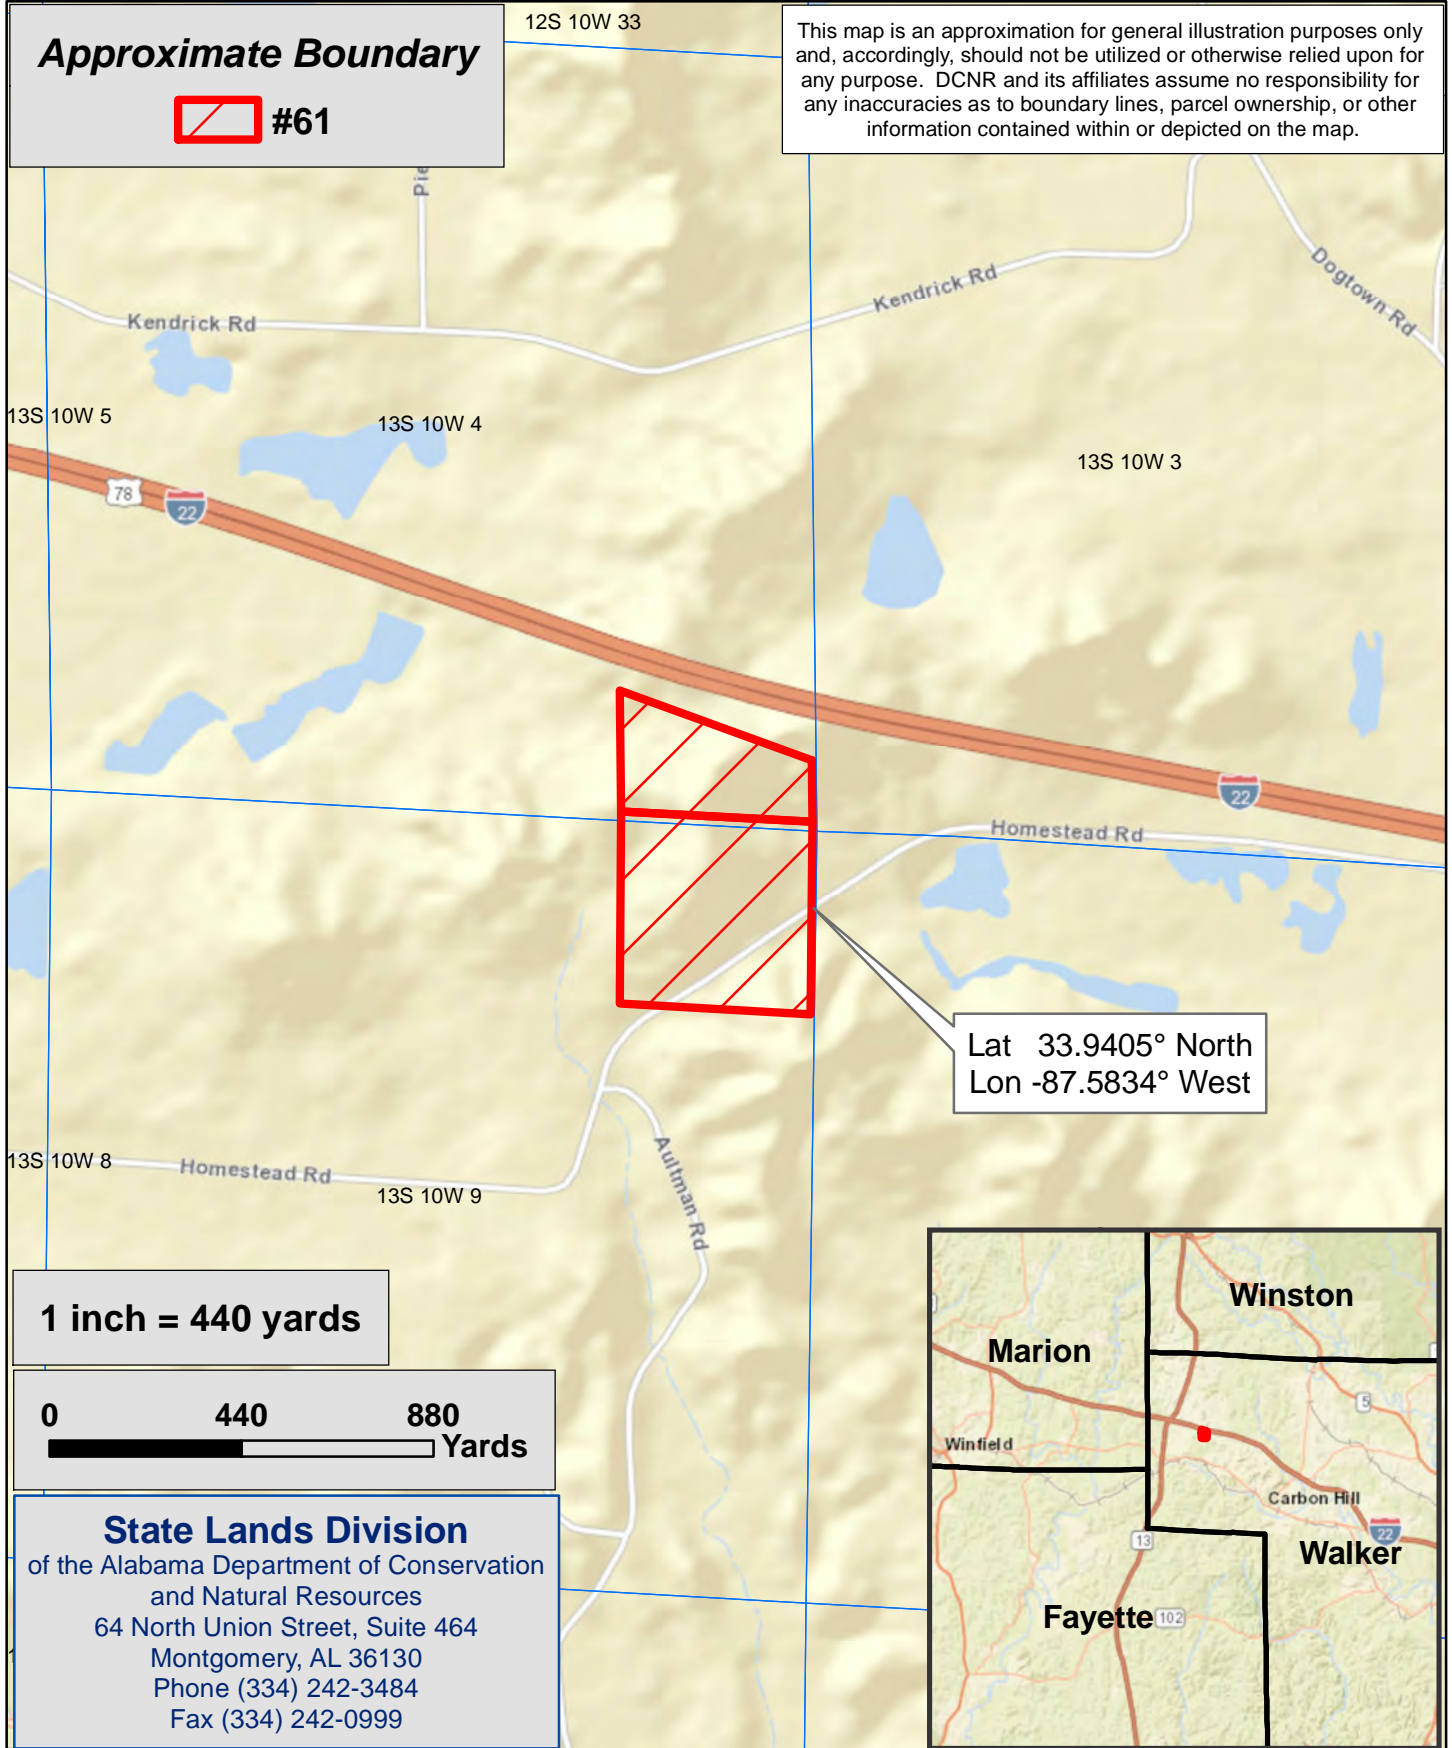 Approximate Boundary
#61
12S 10W 33
This map is an approximation for general illustration purposes only
and, accordingly, should not be utilized or otherwise relied upon for
any purpose.  DCNR and its affiliates assume no responsibility for
any inaccuracies as to boundary lines, parcel ownership, or other
information contained within or depicted on the map.
Pie
Kendrick Rd
Kendrick Rd
Dogtown Rd
13S 10W 5
13S 10W 4
13S 10W 3
78
22
22
Homestead Rd
Lat   33.9405° North
Lon -87.5834° West
13S 10W 8
Homestead Rd
13S 10W 9
Aultman Rd
1 inch = 440 yards
0 440 880
Yards
State Lands Division
of the Alabama Department of Conservation
and Natural Resources
64 North Union Street, Suite 464
Montgomery, AL 36130
Phone (334) 242-3484
Fax (334) 242-0999
Winston
Marion
5
Winfield
Carbon Hill
22
13
Walker
Fayette
102